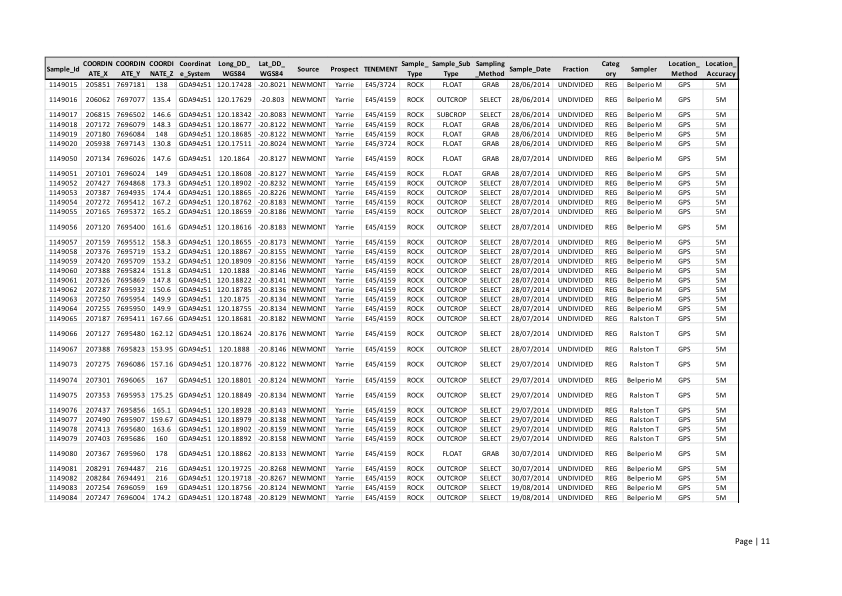 Sample_Id COORDINATE_X COORDINATE_Y COORDINATE_Z Coordinate_System Long_DD_WGS84 Lat_DD_WGS84 Source Prospect TENEMENT Sample_Type Sample_Sub Type Sampling_Method Sample_Date Fraction Category Sampler Location_Method Location_Accuracy
1149015 205851 7697181 138 GDA94z51 120.17428 -20.8021 NEWMONT Yarrie E45/3724 ROCK FLOAT GRAB 28/06/2014 UNDIVIDED REG Belperio M GPS 5M
1149016 206062 7697077 135.4 GDA94z51 120.17629 -20.803 NEWMONT Yarrie E45/4159 ROCK OUTCROP SELECT 28/06/2014 UNDIVIDED REG Belperio M GPS 5M
1149017 206815 7696502 146.6 GDA94z51 120.18342 -20.8083 NEWMONT Yarrie E45/4159 ROCK SUBCROP SELECT 28/06/2014 UNDIVIDED REG Belperio M GPS 5M
1149018 207172 7696079 148.3 GDA94z51 120.18677 -20.8122 NEWMONT Yarrie E45/4159 ROCK FLOAT GRAB 28/06/2014 UNDIVIDED REG Belperio M GPS 5M
1149019 207180 7696084 148 GDA94z51 120.18685 -20.8122 NEWMONT Yarrie E45/4159 ROCK FLOAT GRAB 28/06/2014 UNDIVIDED REG Belperio M GPS 5M
1149020 205938 7697143 130.8 GDA94z51 120.17511 -20.8024 NEWMONT Yarrie E45/3724 ROCK FLOAT GRAB 28/06/2014 UNDIVIDED REG Belperio M GPS 5M
1149050 207134 7696026 147.6 GDA94z51 120.1864 -20.8127 NEWMONT Yarrie E45/4159 ROCK FLOAT GRAB 28/07/2014 UNDIVIDED REG Belperio M GPS 5M
1149051 207101 7696024 149 GDA94z51 120.18608 -20.8127 NEWMONT Yarrie E45/4159 ROCK FLOAT GRAB 28/07/2014 UNDIVIDED REG Belperio M GPS 5M
1149052 207427 7694868 173.3 GDA94z51 120.18902 -20.8232 NEWMONT Yarrie E45/4159 ROCK OUTCROP SELECT 28/07/2014 UNDIVIDED REG Belperio M GPS 5M
1149053 207387 7694935 174.4 GDA94z51 120.18865 -20.8226 NEWMONT Yarrie E45/4159 ROCK OUTCROP SELECT 28/07/2014 UNDIVIDED REG Belperio M GPS 5M
1149054 207272 7695412 167.2 GDA94z51 120.18762 -20.8183 NEWMONT Yarrie E45/4159 ROCK OUTCROP SELECT 28/07/2014 UNDIVIDED REG Belperio M GPS 5M
1149055 207165 7695372 165.2 GDA94z51 120.18659 -20.8186 NEWMONT Yarrie E45/4159 ROCK OUTCROP SELECT 28/07/2014 UNDIVIDED REG Belperio M GPS 5M
1149056 207120 7695400 161.6 GDA94z51 120.18616 -20.8183 NEWMONT Yarrie E45/4159 ROCK OUTCROP SELECT 28/07/2014 UNDIVIDED REG Belperio M GPS 5M
1149057 207159 7695512 158.3 GDA94z51 120.18655 -20.8173 NEWMONT Yarrie E45/4159 ROCK OUTCROP SELECT 28/07/2014 UNDIVIDED REG Belperio M GPS 5M
1149058 207376 7695719 153.2 GDA94z51 120.18867 -20.8155 NEWMONT Yarrie E45/4159 ROCK OUTCROP SELECT 28/07/2014 UNDIVIDED REG Belperio M GPS 5M
1149059 207420 7695709 153.2 GDA94z51 120.18909 -20.8156 NEWMONT Yarrie E45/4159 ROCK OUTCROP SELECT 28/07/2014 UNDIVIDED REG Belperio M GPS 5M
1149060 207388 7695824 151.8 GDA94z51 120.1888 -20.8146 NEWMONT Yarrie E45/4159 ROCK OUTCROP SELECT 28/07/2014 UNDIVIDED REG Belperio M GPS 5M
1149061 207326 7695869 147.8 GDA94z51 120.18822 -20.8141 NEWMONT Yarrie E45/4159 ROCK OUTCROP SELECT 28/07/2014 UNDIVIDED REG Belperio M GPS 5M
1149062 207287 7695932 150.6 GDA94z51 120.18785 -20.8136 NEWMONT Yarrie E45/4159 ROCK OUTCROP SELECT 28/07/2014 UNDIVIDED REG Belperio M GPS 5M
1149063 207250 7695954 149.9 GDA94z51 120.1875 -20.8134 NEWMONT Yarrie E45/4159 ROCK OUTCROP SELECT 28/07/2014 UNDIVIDED REG Belperio M GPS 5M
1149064 207255 7695950 149.9 GDA94z51 120.18755 -20.8134 NEWMONT Yarrie E45/4159 ROCK OUTCROP SELECT 28/07/2014 UNDIVIDED REG Belperio M GPS 5M
1149065 207187 7695411 167.66 GDA94z51 120.18681 -20.8182 NEWMONT Yarrie E45/4159 ROCK OUTCROP SELECT 28/07/2014 UNDIVIDED REG Ralston T GPS 5M
1149066 207127 7695480 162.12 GDA94z51 120.18624 -20.8176 NEWMONT Yarrie E45/4159 ROCK OUTCROP SELECT 28/07/2014 UNDIVIDED REG Ralston T GPS 5M
1149067 207388 7695823 153.95 GDA94z51 120.1888 -20.8146 NEWMONT Yarrie E45/4159 ROCK OUTCROP SELECT 28/07/2014 UNDIVIDED REG Ralston T GPS 5M
1149073 207275 7696086 157.16 GDA94z51 120.18776 -20.8122 NEWMONT Yarrie E45/4159 ROCK OUTCROP SELECT 29/07/2014 UNDIVIDED REG Ralston T GPS 5M
1149074 207301 7696065 167 GDA94z51 120.18801 -20.8124 NEWMONT Yarrie E45/4159 ROCK OUTCROP SELECT 29/07/2014 UNDIVIDED REG Belperio M GPS 5M
1149075 207353 7695953 175.25 GDA94z51 120.18849 -20.8134 NEWMONT Yarrie E45/4159 ROCK OUTCROP SELECT 29/07/2014 UNDIVIDED REG Ralston T GPS 5M
1149076 207437 7695856 165.1 GDA94z51 120.18928 -20.8143 NEWMONT Yarrie E45/4159 ROCK OUTCROP SELECT 29/07/2014 UNDIVIDED REG Ralston T GPS 5M
1149077 207490 7695907 159.67 GDA94z51 120.18980 -20.8138 NEWMONT Yarrie E45/4159 ROCK OUTCROP SELECT 29/07/2014 UNDIVIDED REG Ralston T GPS 5M
1149078 207413 7695680 163.6 GDA94z51 120.18902 -20.8159 NEWMONT Yarrie E45/4159 ROCK OUTCROP SELECT 29/07/2014 UNDIVIDED REG Ralston T GPS 5M
1149079 207403 7695686 160 GDA94z51 120.18892 -20.8158 NEWMONT Yarrie E45/4159 ROCK OUTCROP SELECT 29/07/2014 UNDIVIDED REG Ralston T GPS 5M
1149080 207367 7695960 178 GDA94z51 120.18862 -20.8133 NEWMONT Yarrie E45/4159 ROCK FLOAT GRAB 30/07/2014 UNDIVIDED REG Ralston T GPS 5M
1149081 208291 7694487 216 GDA94z51 120.19725 -20.8268 NEWMONT Yarrie E45/4159 ROCK OUTCROP SELECT 30/07/2014 UNDIVIDED REG Belperio M GPS 5M
1149082 208284 7694491 216 GDA94z51 120.19718 -20.8267 NEWMONT Yarrie E45/4159 ROCK OUTCROP SELECT 30/07/2014 UNDIVIDED REG Belperio M GPS 5M
1149083 207254 7696059 169 GDA94z51 120.18756 -20.8124 NEWMONT Yarrie E45/4159 ROCK OUTCROP SELECT 19/08/2014 UNDIVIDED REG Belperio M GPS 5M
1149084 207247 7696004 174.2 GDA94z51 120.18748 -20.8129 NEWMONT Yarrie E45/4159 ROCK OUTCROP SELECT 19/08/2014 UNDIVIDED REG Belperio M GPS 5M
Page | 11